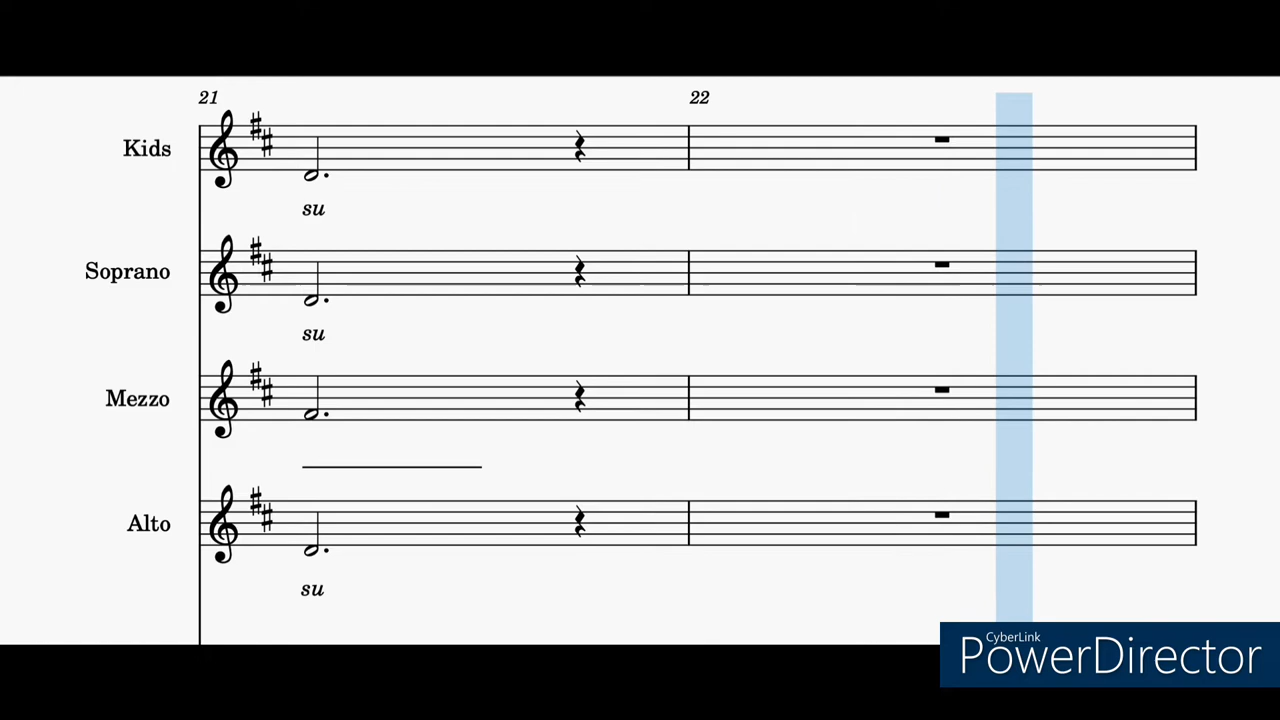 21
22
Kids
su
Soprano
su
Mezzo
Alto
su
CyberLink
PowerDirector